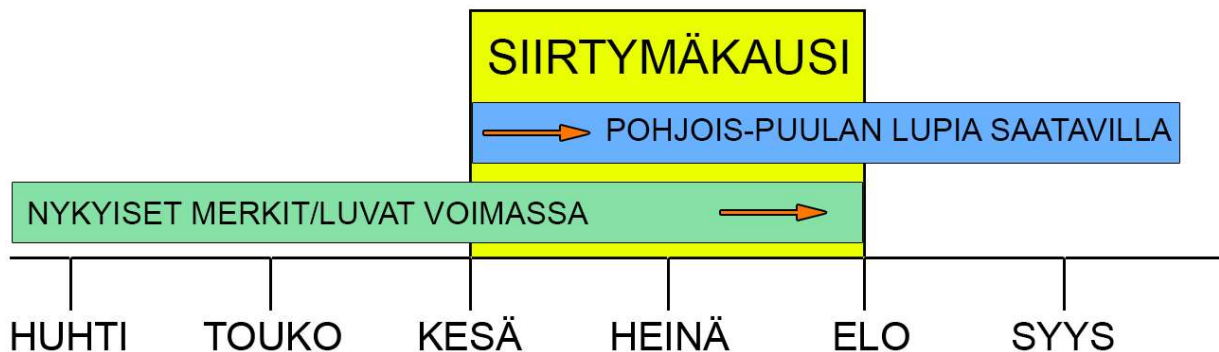 SIIRTYMÄKAUSI
POHJOIS-PUULAN LUPIA SAATAVILLA
NYKYISET MERKIT/LUVAT VOIMASSA
HUHTI TOUKO KESÄ HEINÄ ELO SYYS